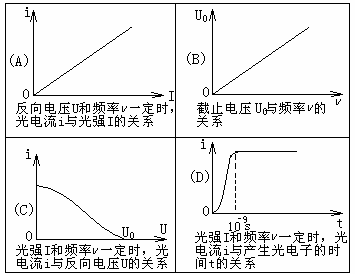 (A)
i
0
I
反向电压U和频率ν一定时,
光电流i与光强I的关系
(B)
U₀
0
ν
截止电压U₀与频率ν的
关系
(C)
i
0
U₀
U
光强I和频率ν一定时,光
电流i与反向电压U的关系
(D)
i
0
10⁻⁹s
t
光强I和频率ν一定时,光
电流i与产生光电子的时
间t的关系